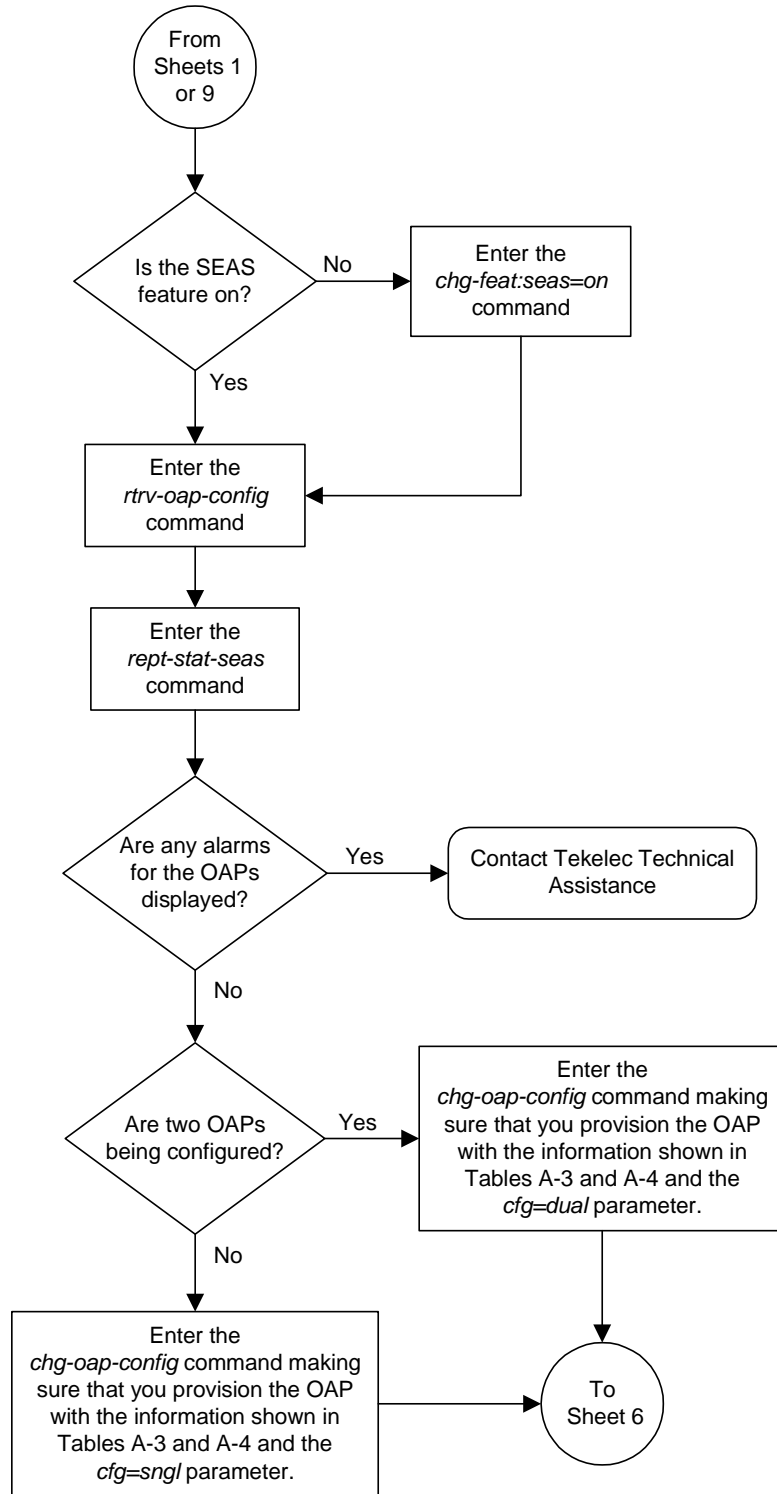 From
Sheets 1
or 9
Is the SEAS
feature on?
No
Enter the
chg-feat:seas=on
command
Yes
Enter the
rtrv-oap-config
command
Enter the
rept-stat-seas
command
Are any alarms
for the OAPs
displayed?
Yes
Contact Tekelec Technical
Assistance
No
Are two OAPs
being configured?
Yes
Enter the
chg-oap-config command making
sure that you provision the OAP
with the information shown in
Tables A-3 and A-4 and the
cfg=dual parameter.
No
Enter the
chg-oap-config command making
sure that you provision the OAP
with the information shown in
Tables A-3 and A-4 and the
cfg=sngl parameter.
To
Sheet 6